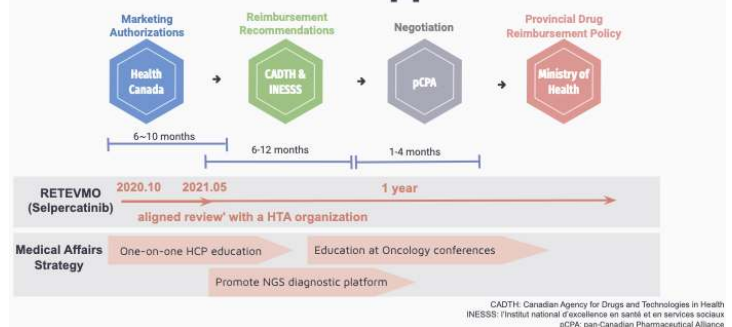 Marketing
Authorizations
Reimbursement
Recommendations
Negotiation
Provincial Drug
Reimbursement Policy
Health
Canada
CADTH &
INESSS
pCPA
Ministry of
Health
6~10 months
6-12 months
1-4 months
RETEVMO
(Selpercatinib)
2020.10
2021.05
1 year
aligned review' with a HTA organization
Medical Affairs
Strategy
One-on-one HCP education
Education at Oncology conferences
Promote NGS diagnostic platform
CADTH: Canadian Agency for Drugs and Technologies in Health
INESSS: l'Institut national d'excellence en santé et en services sociaux
pCPA: pan-Canadian Pharmaceutical Alliance